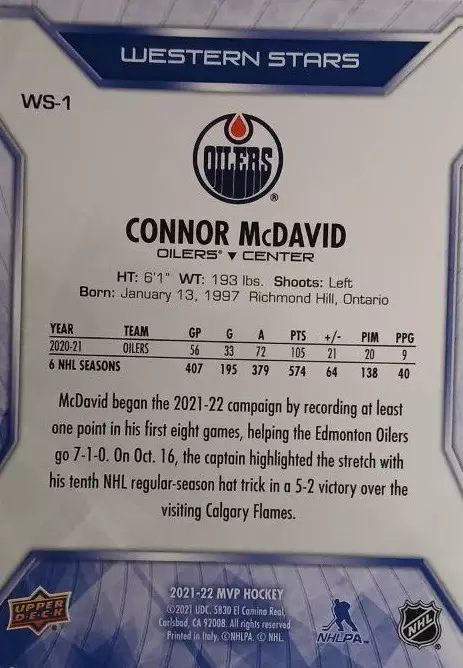 WESTERN STARS
WS-1
OILERS
®
CONNOR McDAVID
OILERS® ▼ CENTER
HT: 6'1" WT: 193 lbs. Shoots: Left
Born: January 13, 1997 Richmond Hill, Ontario
YEAR TEAM GP G A PTS +/- PIM PPG
2020-21 OILERS 56 33 72 105 21 20 9
6 NHL SEASONS 407 195 379 574 64 138 40
McDavid began the 2021-22 campaign by recording at least
one point in his first eight games, helping the Edmonton Oilers
go 7-1-0. On Oct. 16, the captain highlighted the stretch with
his tenth NHL regular-season hat trick in a 5-2 victory over the
visiting Calgary Flames.
2021-22 MVP HOCKEY
©2021 UDC, 5830 El Camino Real,
Carlsbad, CA 92008. All rights reserved.
Printed in Italy. ©NHLPA. © NHL.
UPPER
DECK
NHLPA
NHL